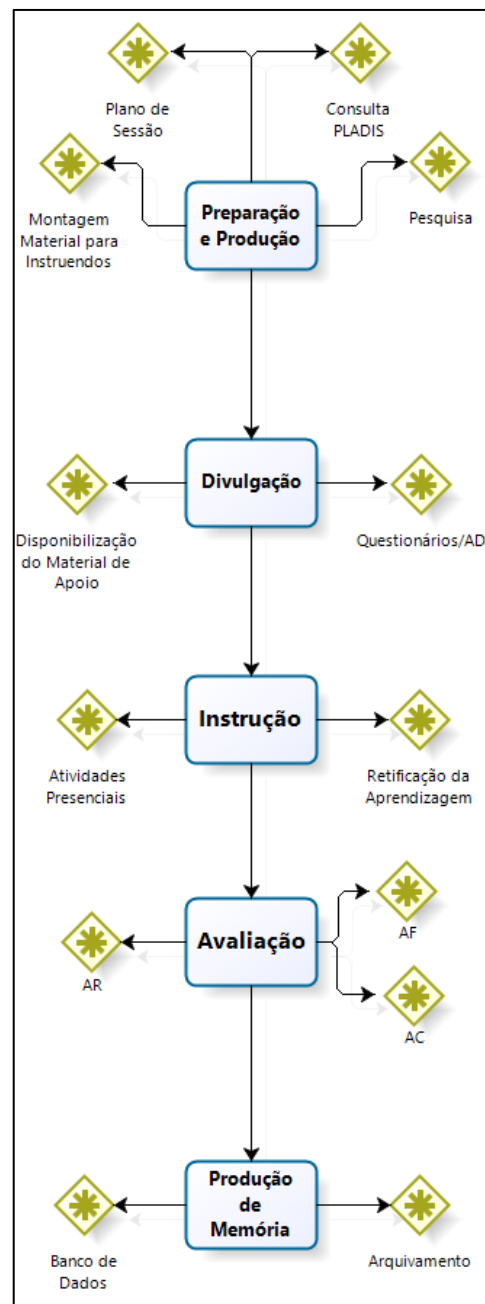 Plano de
Sessão
Consulta
PLADIS
Montagem
Material para
Instruendos
Preparação
e Produção
Pesquisa
Divulgação
Disponibilização
do Material de
Apoio
Questionários/AD
Instrução
Atividades
Presenciais
Retificação da
Aprendizagem
Avaliação
AR
AF
AC
Produção
de
Memória
Banco de
Dados
Arquivamento